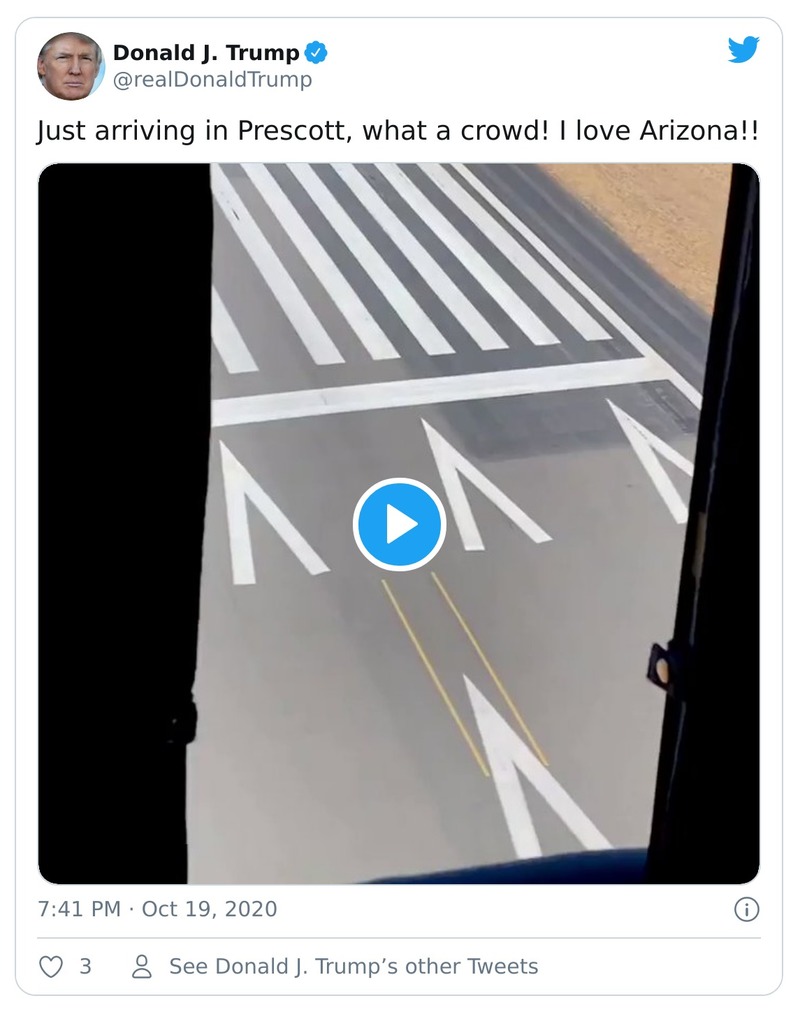 Donald J. Trump
@realDonaldTrump
Just arriving in Prescott, what a crowd! I love Arizona!!
7:41 PM · Oct 19, 2020
3
See Donald J. Trump’s other Tweets